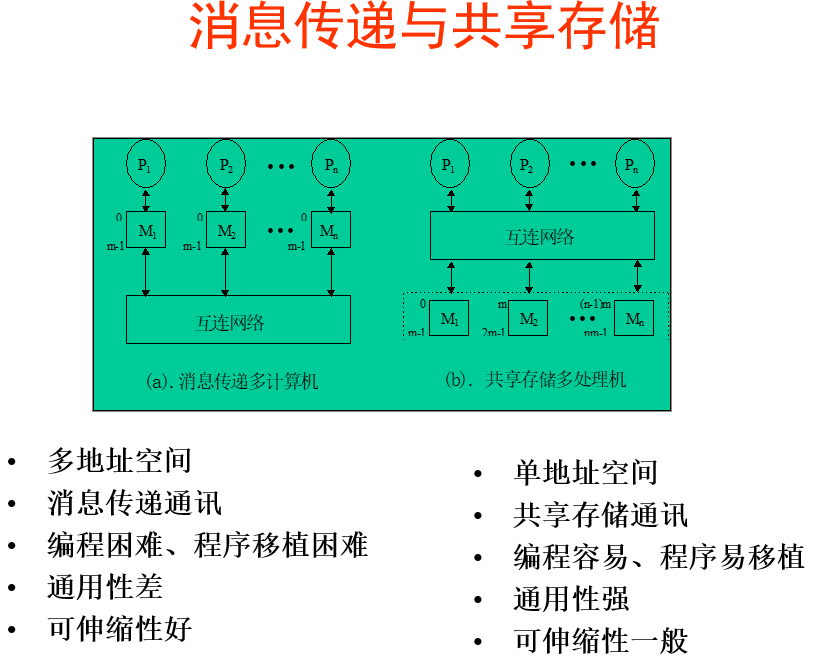 消息传递与共享存储
P1 P2 ••• Pn
0 0 0
M1 M2 ••• Mn
m-1 m-1 m-1
互连网络
(a). 消息传递多计算机
P1 P2 ••• Pn
互连网络
0 m (n-1)m
M1 M2 ••• Mn
m-1 2m-1 nm-1
(b). 共享存储多处理机
• 多地址空间
• 消息传递通讯
• 编程困难、程序移植困难
• 通用性差
• 可伸缩性好
• 单地址空间
• 共享存储通讯
• 编程容易、程序易移植
• 通用性强
• 可伸缩性一般